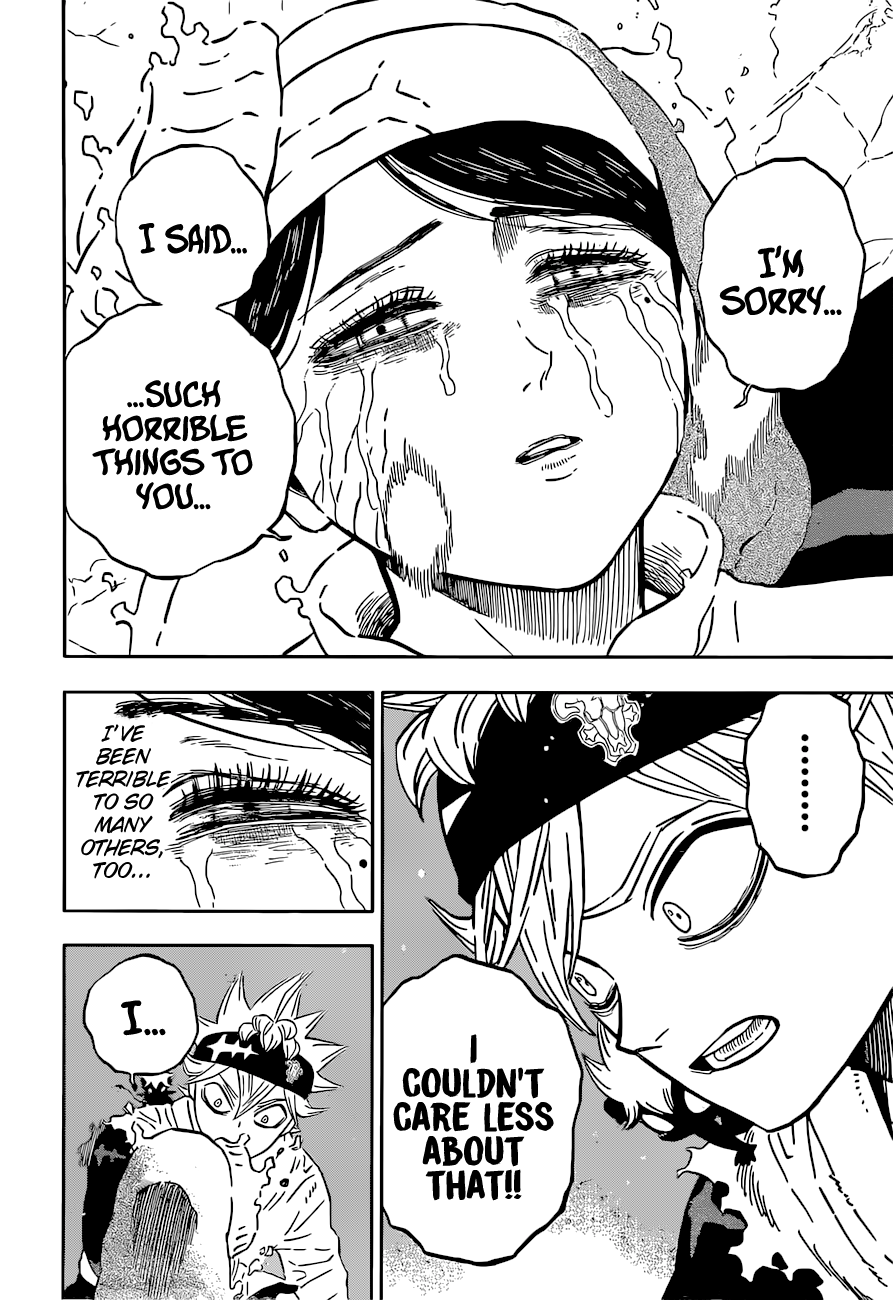 I'M
SORRY...
I SAID...
...SUCH
HORRIBLE
THINGS TO
YOU...
.........
I
COULDN'T
CARE LESS
ABOUT
THAT!!
I'VE
BEEN
TERRIBLE
TO SO
MANY
OTHERS,
TOO...
I...